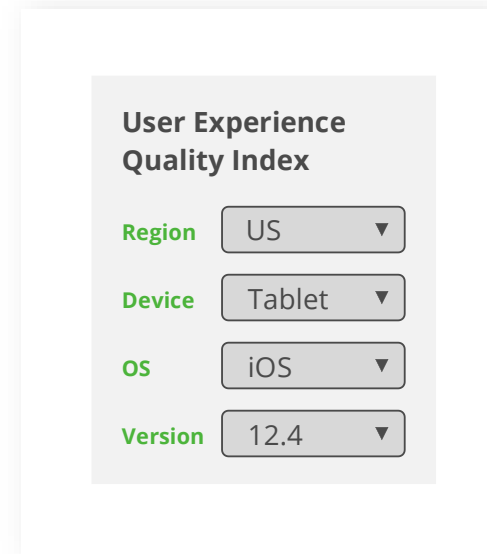 User Experience
Quality Index
Region US
Device Tablet
OS iOS
Version 12.4